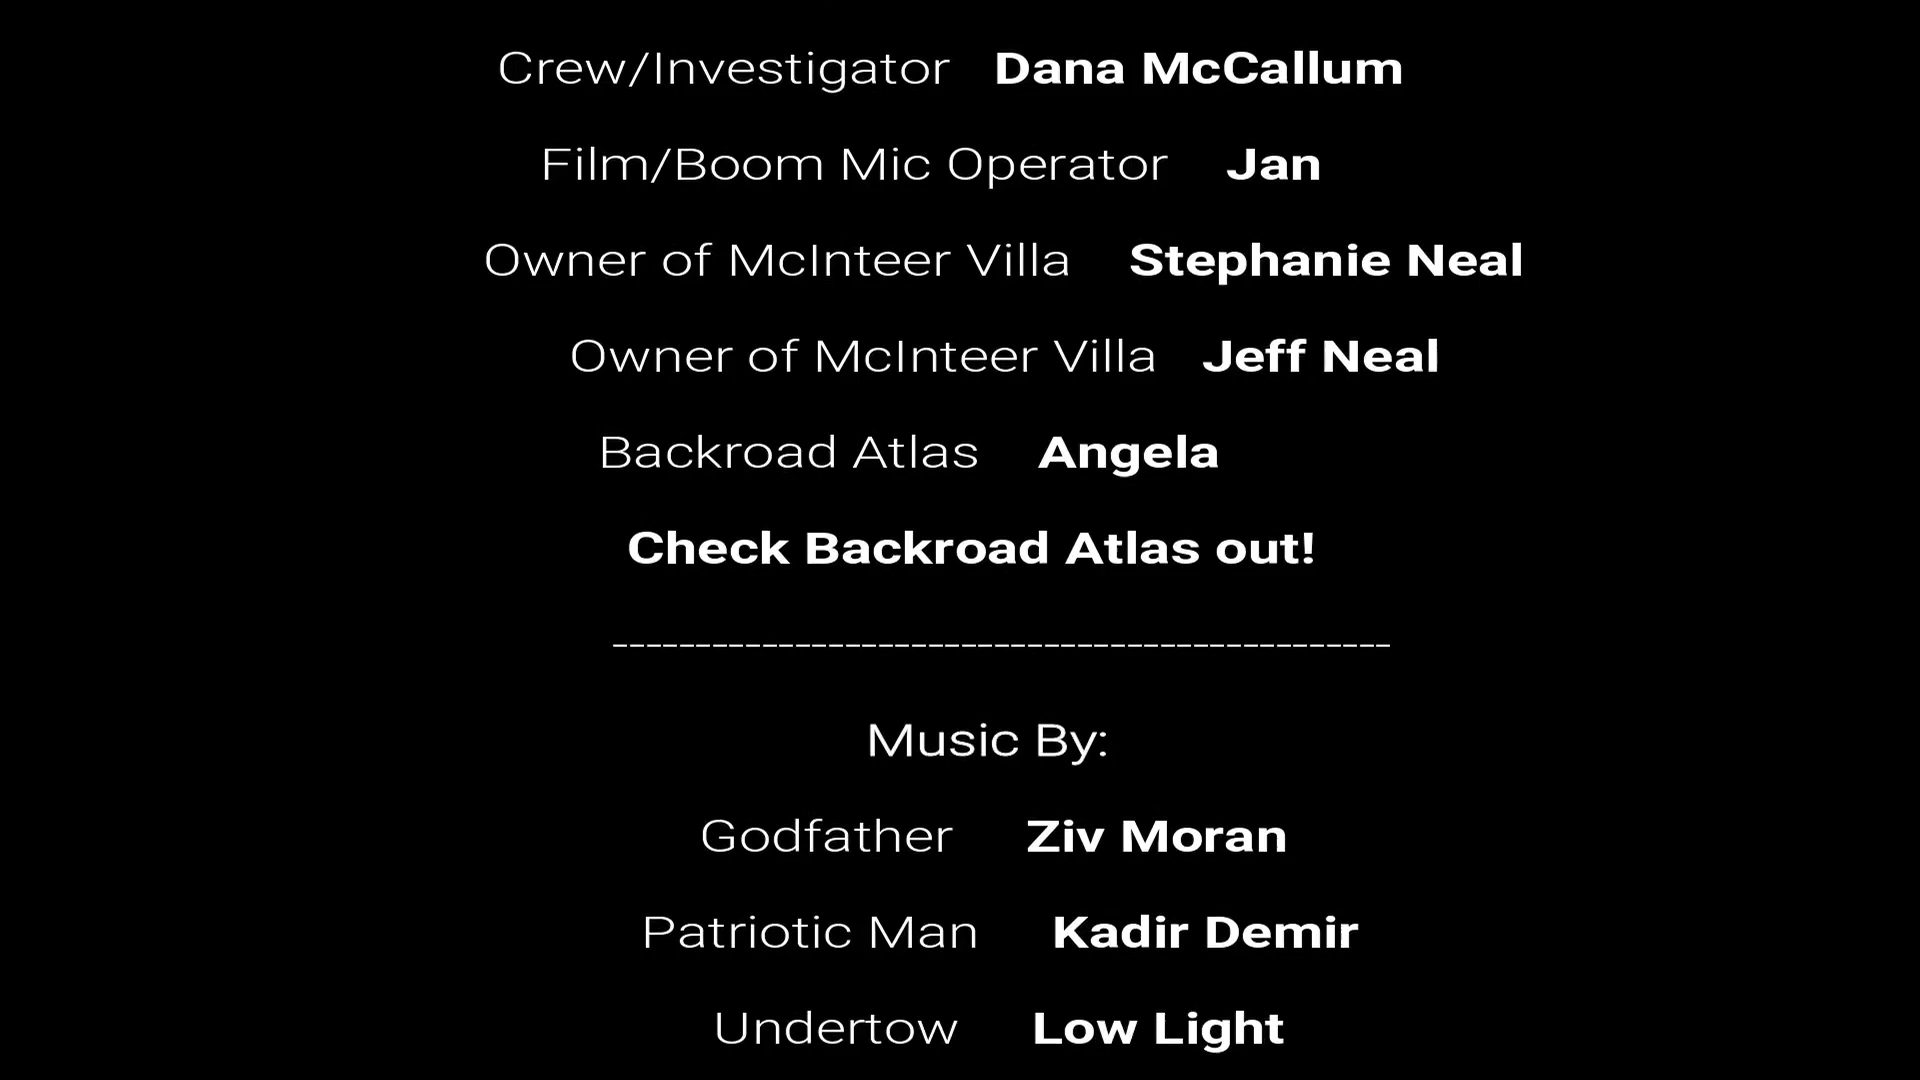 Crew/Investigator Dana McCallum
Film/Boom Mic Operator Jan
Owner of McInteer Villa Stephanie Neal
Owner of McInteer Villa Jeff Neal
Backroad Atlas Angela
Check Backroad Atlas out!
-----------------------------------------------
Music By:
Godfather Ziv Moran
Patriotic Man Kadir Demir
Undertow Low Light